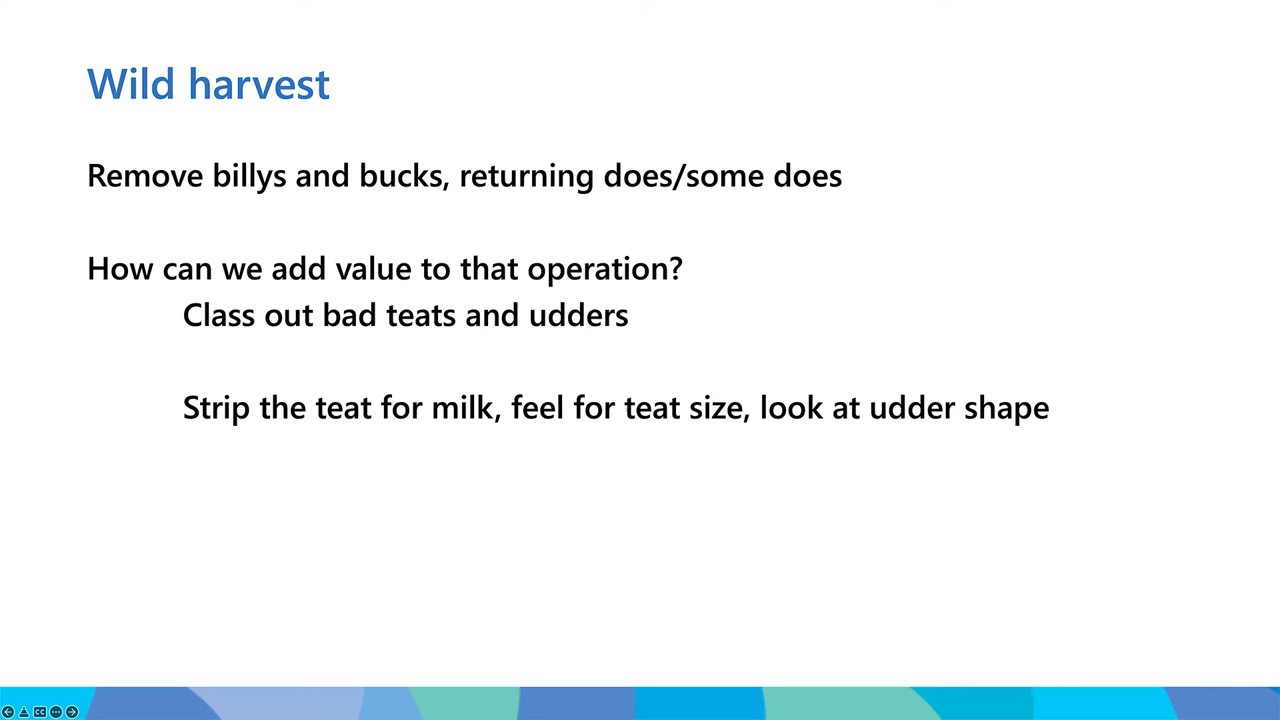 Wild harvest
Remove billys and bucks, returning does/some does
How can we add value to that operation?
Class out bad teats and udders
Strip the teat for milk, feel for teat size, look at udder shape
CC